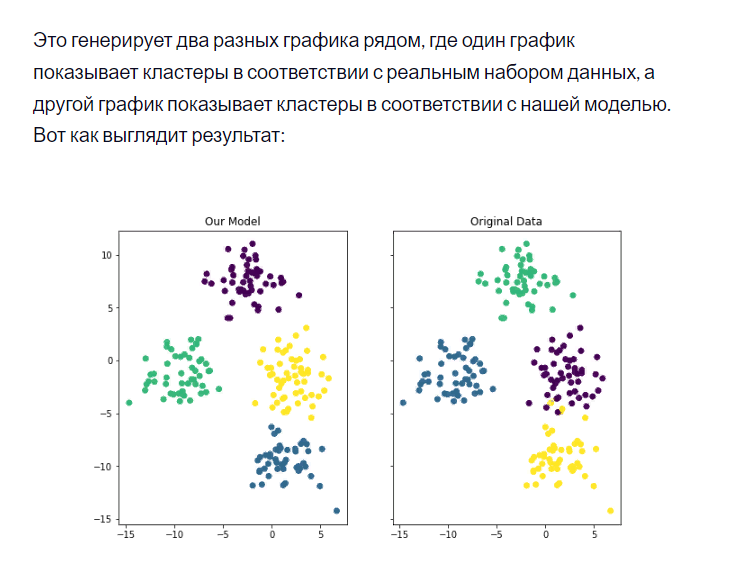 Это генерирует два разных графика рядом, где один график
показывает кластеры в соответствии с реальным набором данных, а
другой график показывает кластеры в соответствии с нашей моделью.
Вот как выглядит результат:
Our Model
Original Data
10
5
0
−5
−10
−15
−15 −10 −5 0 5
−15 −10 −5 0 5